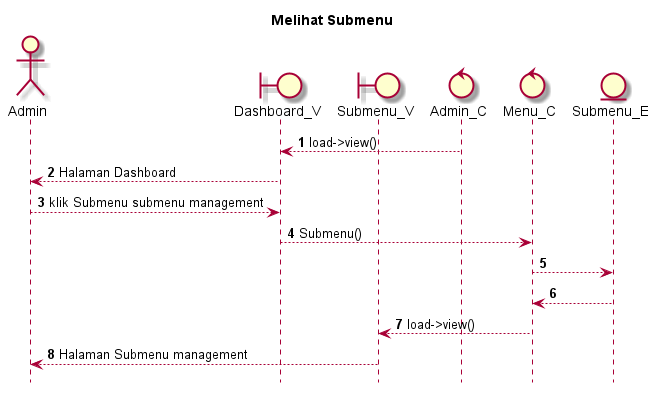 Melihat Submenu
Admin
Dashboard_V
Submenu_V
Admin_C
Menu_C
Submenu_E
1 load->view()
2 Halaman Dashboard
3 klik Submenu submenu management
4 Submenu()
5
6
7 load->view()
8 Halaman Submenu management